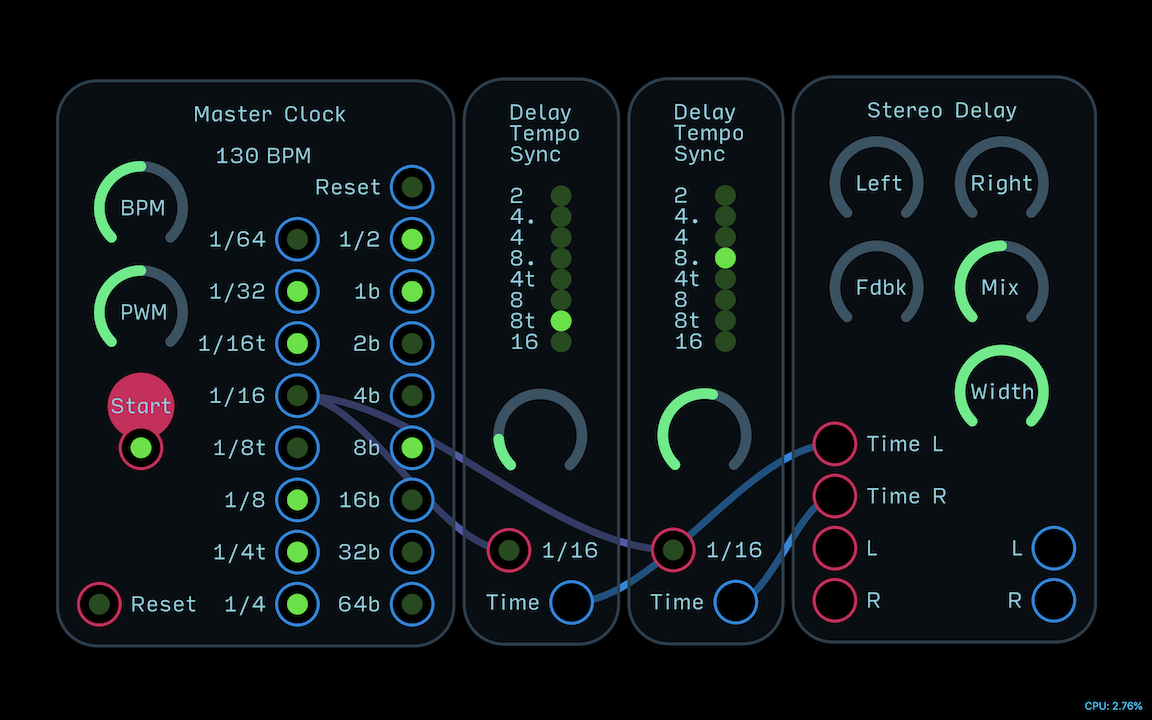 Master Clock
130 BPM
BPM
PWM
Start
Reset
Reset
1/64
1/32
1/16t
1/16
1/8t
1/8
1/4t
1/4
1/2
1b
2b
4b
8b
16b
32b
64b
Delay
Tempo
Sync
2
4.
4
8.
4t
8
8t
16
1/16
Time
Delay
Tempo
Sync
2
4.
4
8.
4t
8
8t
16
1/16
Time
Stereo Delay
Left
Right
Fdbk
Mix
Width
Time L
Time R
L
R
L
R
CPU: 2.76%